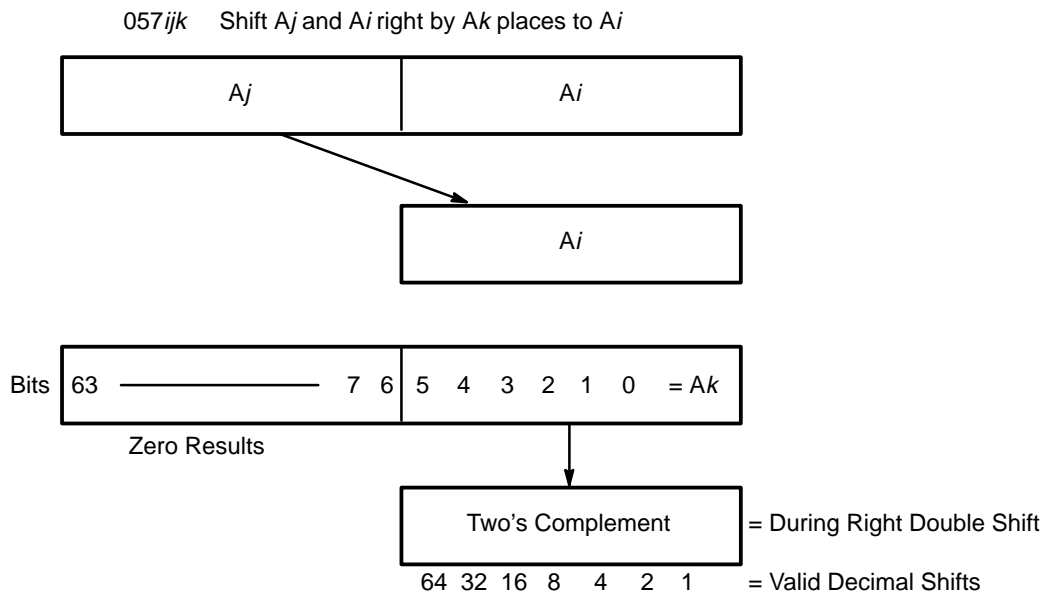 057ijk Shift Aj and Ai right by Ak places to Ai
Aj Ai
Ai
Bits 63 7 6 5 4 3 2 1 0 = Ak
Zero Results
Two's Complement = During Right Double Shift
64 32 16 8 4 2 1 = Valid Decimal Shifts